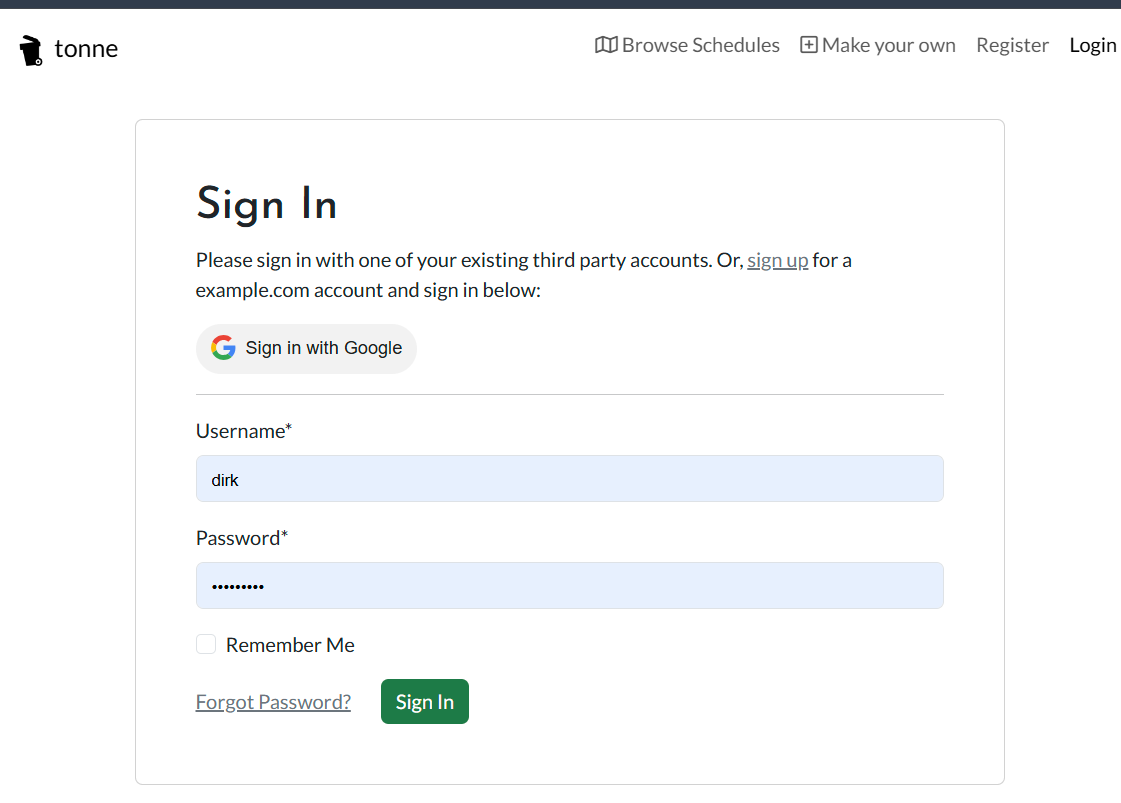 tonne
Browse Schedules Make your own Register Login
Sign In
Please sign in with one of your existing third party accounts. Or, sign up for a
example.com account and sign in below:
Sign in with Google
Username*
dirk
Password*
•••••••••
Remember Me
Forgot Password? Sign In